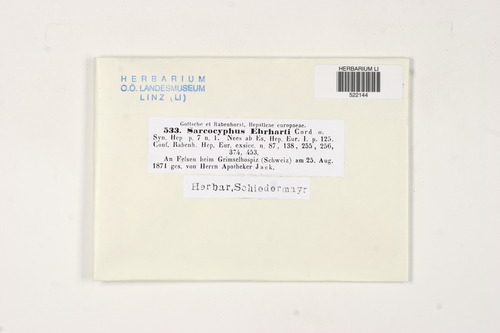 HERBARIUM
O.Ö. LANDESMUSEUM
LINZ (LI)
HERBARIUM LI
522144
Gottsche et Rabenhorst, Hepaticae europaeae.
533. Sarcocyphus Ehrharti Cord o.
Syn. Hep. p. 7 n. 1. Nees ab Es. Hep. Eur. I. p. 125.
Conf. Rabenh. Hep. Eur. exsicc. n. 87, 138, 255, 256,
374, 453.
An Felsen beim Grimselhospiz (Schweiz) am 25. Aug.
1871 ges. von Herrn Apotheker Jack.
Herbar, Schiedermayr